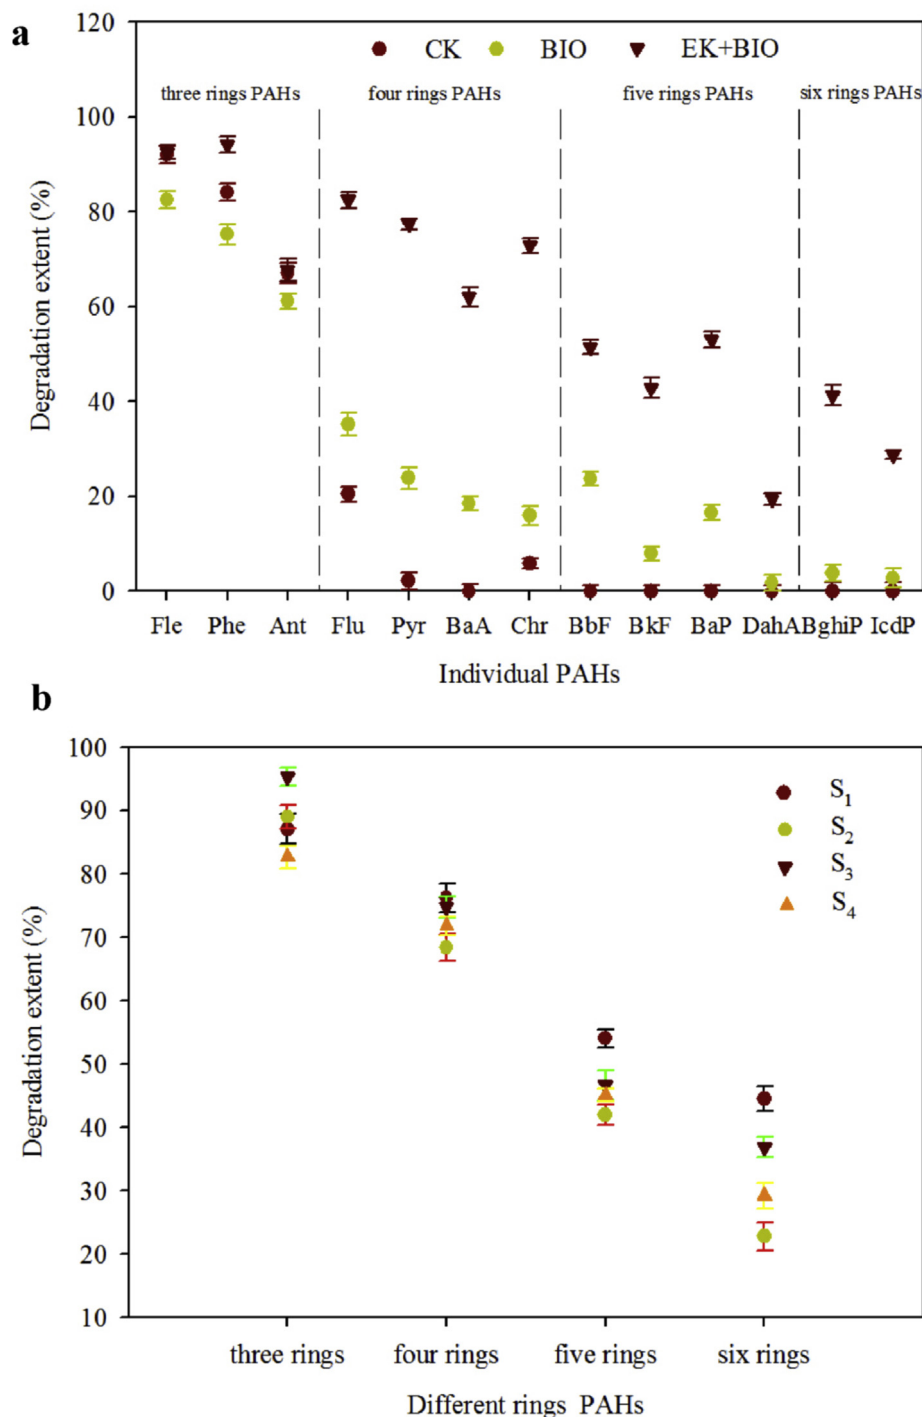 a
120
CK BIO EK+BIO
three rings PAHs four rings PAHs five rings PAHs six rings PAHs
100
80
60
40
20
0
Degradation extent (%)
Fle Phe Ant Flu Pyr BaA Chr BbF BkF BaP DahA BghiP IcdP
Individual PAHs
b
100
90
80
70
60
50
40
30
20
10
Degradation extent (%)
S1
S2
S3
S4
three rings four rings five rings six rings
Different rings PAHs